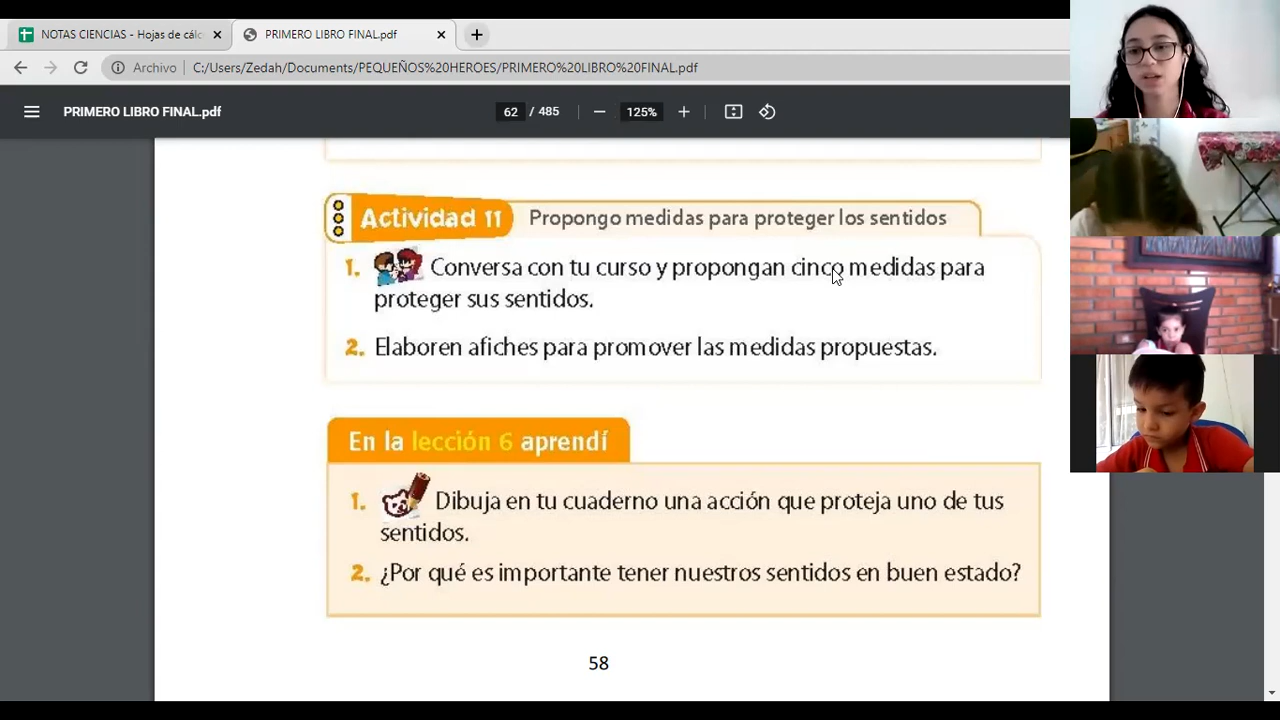 NOTAS CIENCIAS - Hojas de cálc
PRIMERO LIBRO FINAL.pdf
Archivo
C:/Users/Zedah/Documents/PEQUEÑOS%20HEROES/PRIMERO%20LIBRO%20FINAL.pdf
PRIMERO LIBRO FINAL.pdf
62 / 485
125%
Actividad 11
Propongo medidas para proteger los sentidos
1. Conversa con tu curso y propongan cinco medidas para
proteger sus sentidos.
2. Elaboren afiches para promover las medidas propuestas.
En la lección 6 aprendí
1. Dibuja en tu cuaderno una acción que proteja uno de tus
sentidos.
2. ¿Por qué es importante tener nuestros sentidos en buen estado?
58